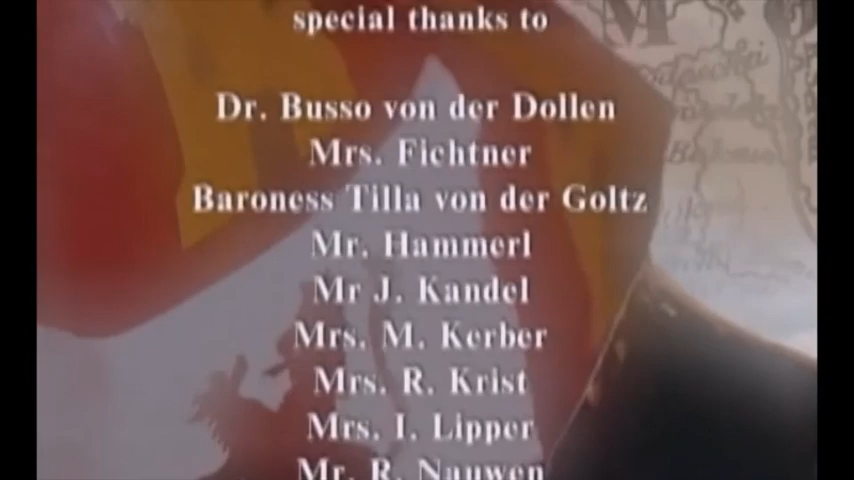 special thanks to
Dr. Busso von der Dollen
Mrs. Fichtner
Baroness Tilla von der Goltz
Mr. Hammerl
Mr J. Kandel
Mrs. M. Kerber
Mrs. R. Krist
Mrs. I. Lipper
Mr. R. Nauwen